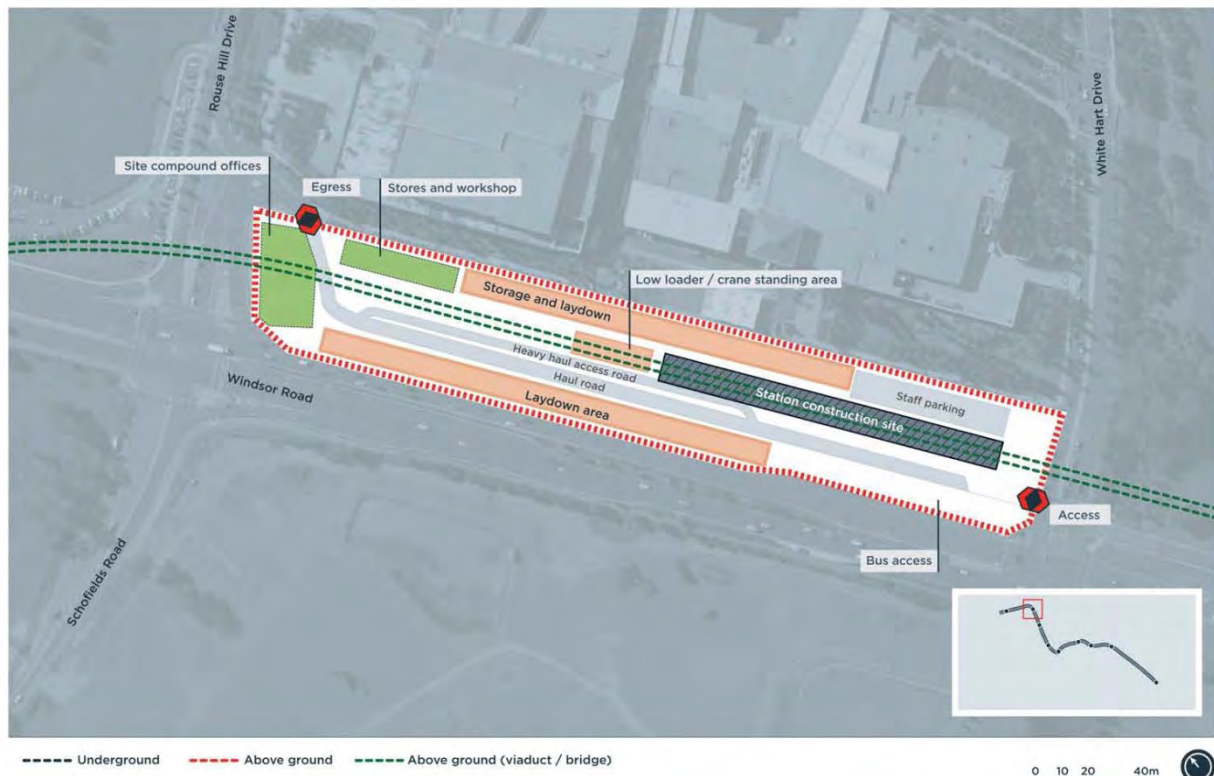 Rouse Hill Drive
White Hart Drive
Site compound offices
Egress
Stores and workshop
Low loader / crane standing area
Storage and laydown
Heavy haul access road
Haul road
Station construction site
Staff parking
Windsor Road
Laydown area
Access
Bus access
Schofields Road
Underground
Above ground
Above ground (viaduct / bridge)
0 10 20 40m